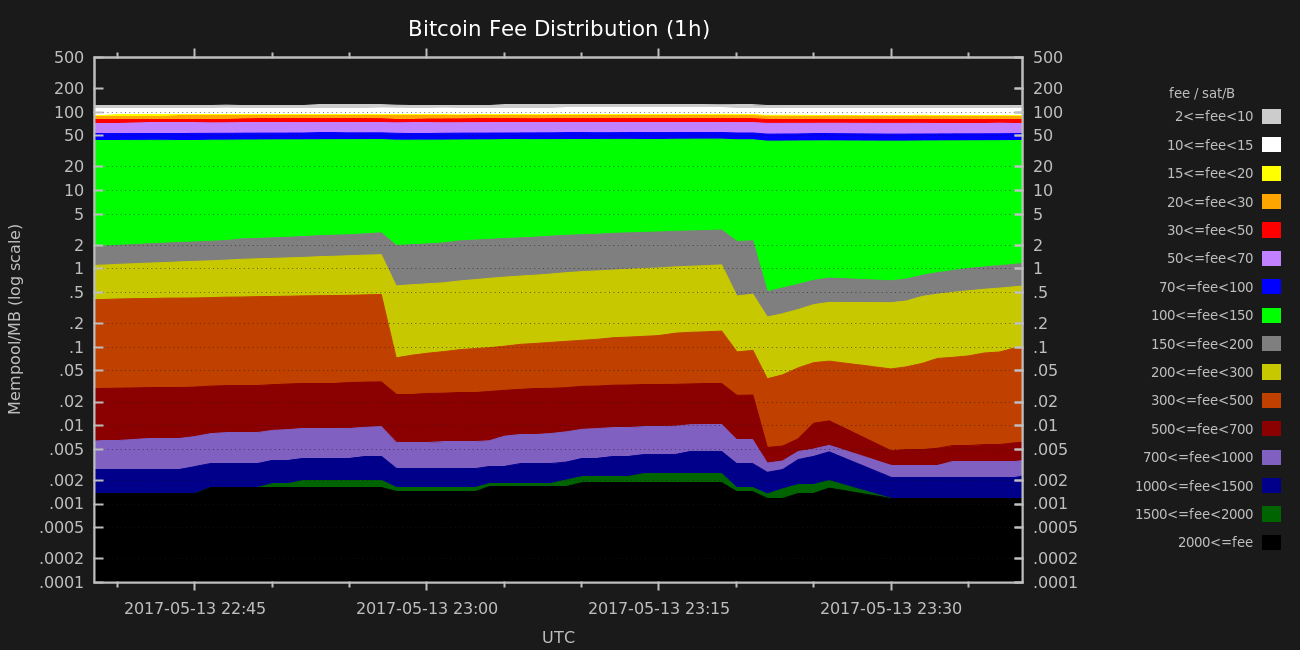 Bitcoin Fee Distribution (1h)
500
200
100
50
20
10
5
2
1
.5
.2
.1
.05
.02
.01
.005
.002
.001
.0005
.0002
.0001
Mempool/MB (log scale)
500
200
100
50
20
10
5
2
1
.5
.2
.1
.05
.02
.01
.005
.002
.001
.0005
.0002
.0001
2017-05-13 22:45
2017-05-13 23:00
2017-05-13 23:15
2017-05-13 23:30
UTC
fee / sat/B
2<=fee<10
10<=fee<15
15<=fee<20
20<=fee<30
30<=fee<50
50<=fee<70
70<=fee<100
100<=fee<150
150<=fee<200
200<=fee<300
300<=fee<500
500<=fee<700
700<=fee<1000
1000<=fee<1500
1500<=fee<2000
2000<=fee